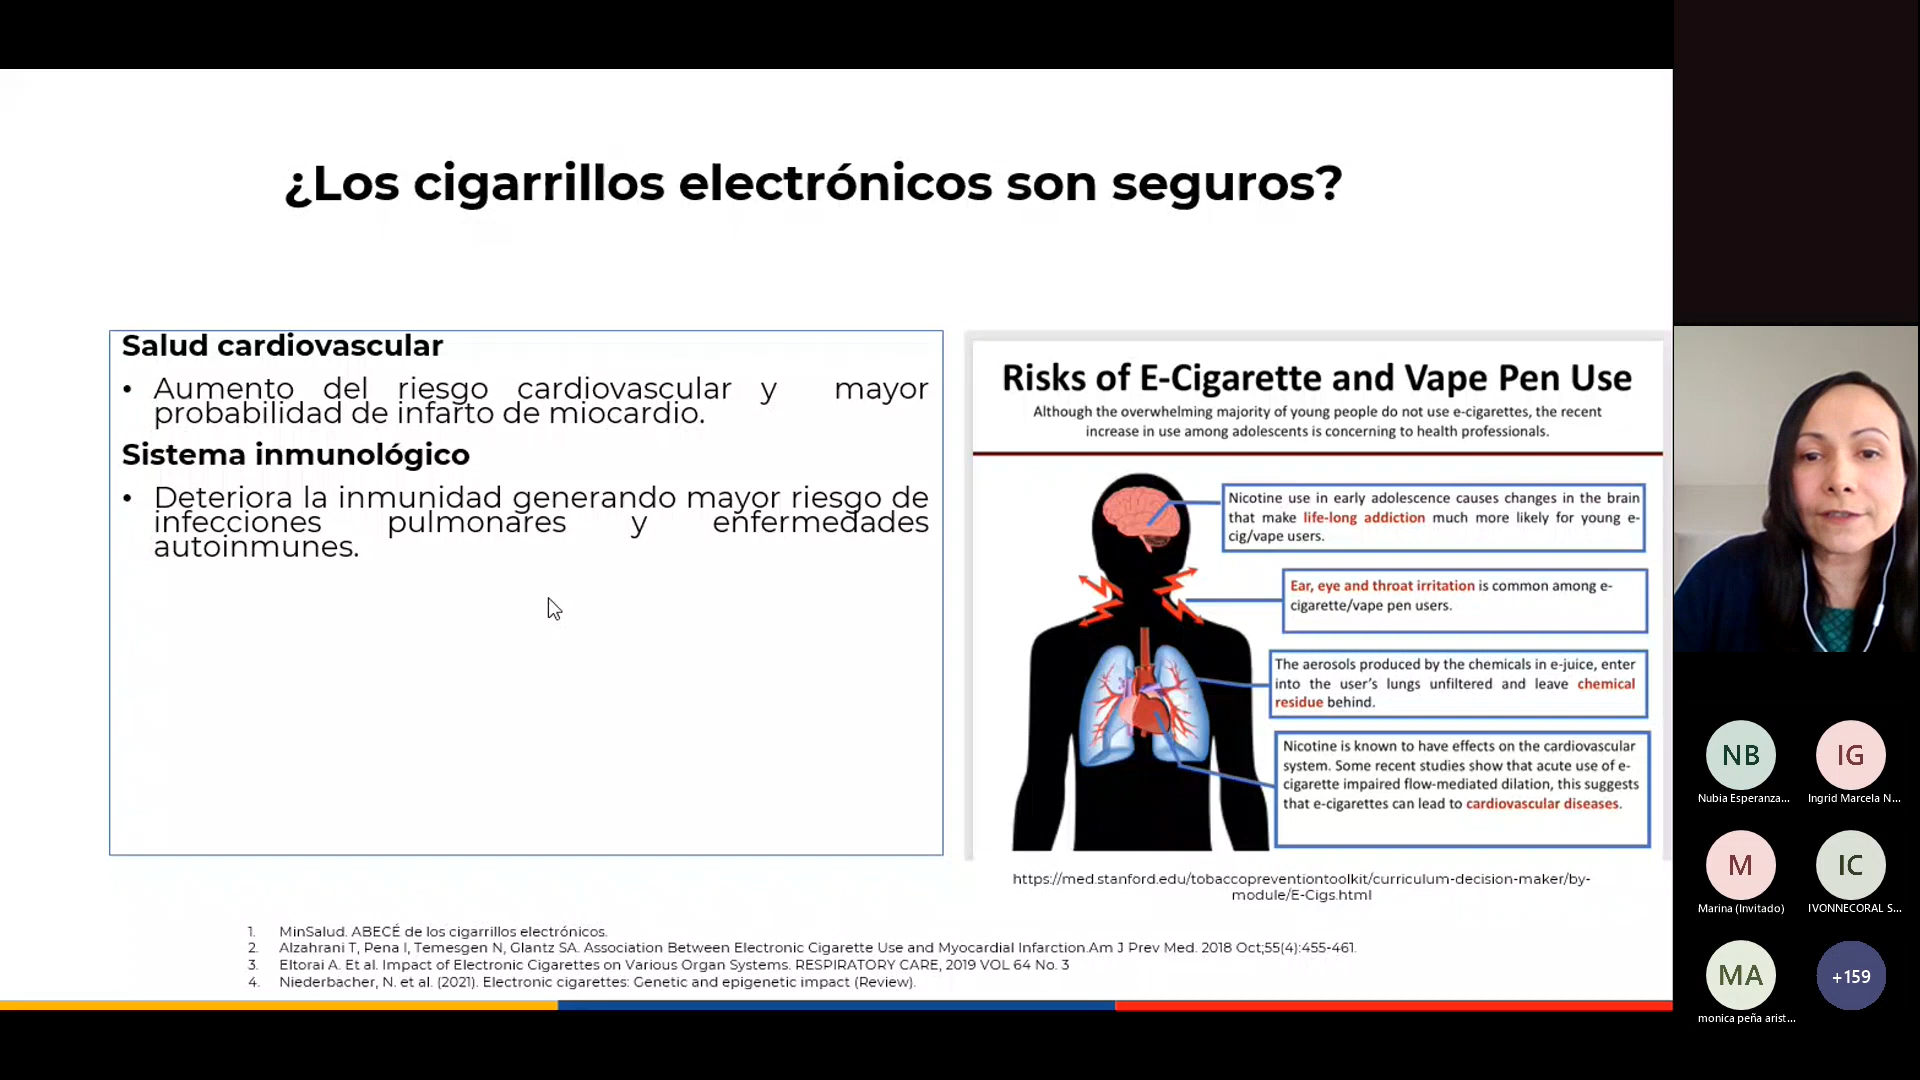 ¿Los cigarrillos electrónicos son seguros?
Salud cardiovascular
• Aumento del riesgo cardiovascular y mayor
probabilidad de infarto de miocardio.
Sistema inmunológico
• Deteriora la inmunidad generando mayor riesgo de
infecciones pulmonares y enfermedades
autoinmunes.
Risks of E-Cigarette and Vape Pen Use
Although the overwhelming majority of young people do not use e-cigarettes, the recent
increase in use among adolescents is concerning to health professionals.
Nicotine use in early adolescence causes changes in the brain
that make life-long addiction much more likely for young e-
cig/vape users.
Ear, eye and throat irritation is common among e-
cigarette/vape pen users.
The aerosols produced by the chemicals in e-juice, enter
into the user's lungs unfiltered and leave chemical
residue behind.
Nicotine is known to have effects on the cardiovascular
system. Some recent studies show that acute use of e-
cigarette impaired flow-mediated dilation, this suggests
that e-cigarettes can lead to cardiovascular diseases.
https://med.stanford.edu/tobaccopreventiontoolkit/curriculum-decision-maker/by-
module/E-Cigs.html
1. MinSalud. ABECÉ de los cigarrillos electrónicos.
2. Alzahrani T, Pena I, Temesgen N, Glantz SA. Association Between Electronic Cigarette Use and Myocardial Infarction.Am J Prev Med. 2018 Oct;55(4):455-461.
3. Eltorai A. Et al. Impact of Electronic Cigarettes on Various Organ Systems. RESPIRATORY CARE, 2019 VOL 64 No. 3
4. Niederbacher, N. et al. (2021). Electronic cigarettes: Genetic and epigenetic impact (Review).
NB
Nubia Esperanza...
IG
Ingrid Marcela N...
M
Marina (Invitado)
IC
IVONNECORAL S...
MA
monica peña arist...
+159